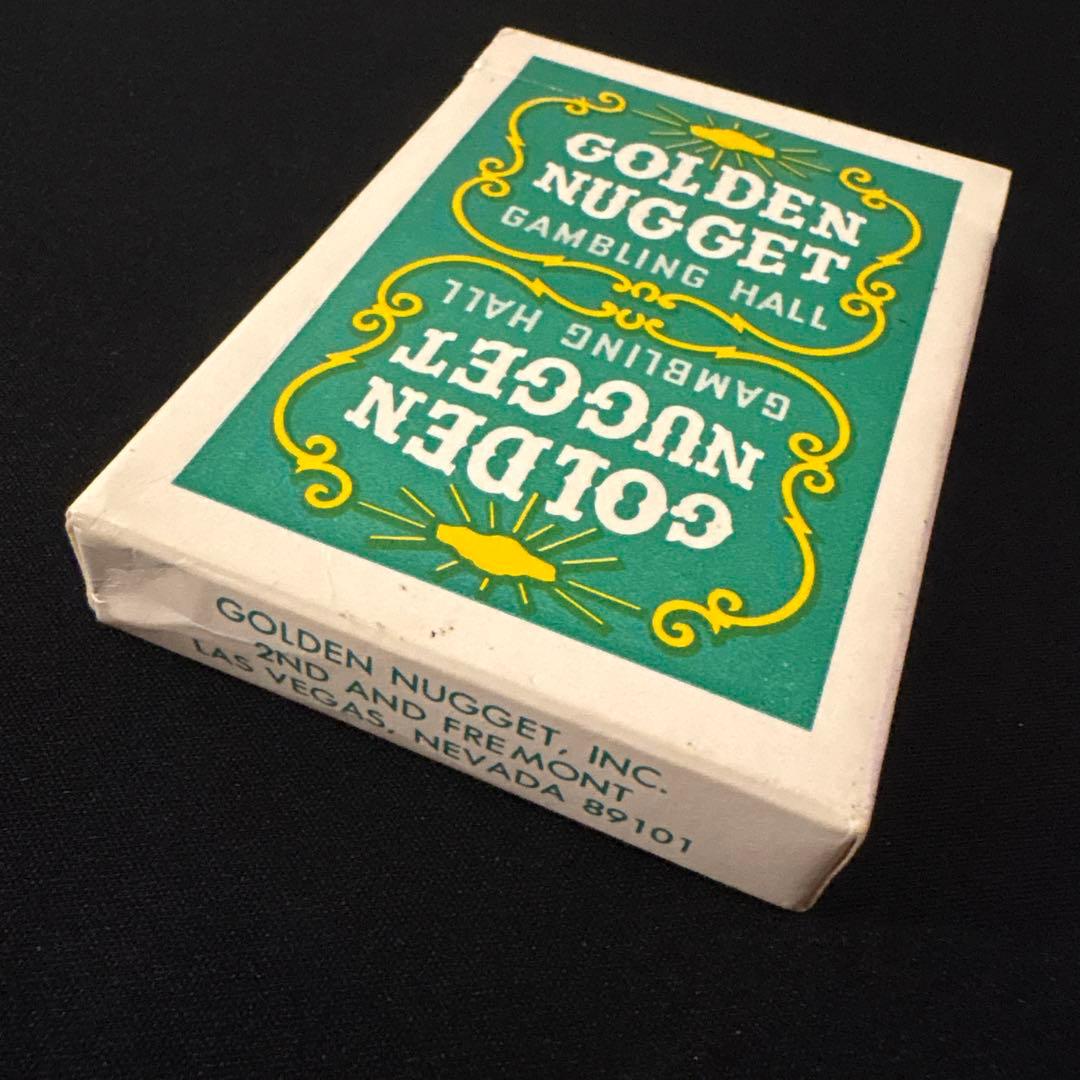 GOLDEN
NUGGET
GAMBLING HALL
GAMBLING HALL
NUGGET
GOLDEN
GOLDEN NUGGET, INC.
2ND AND FREMONT
LAS VEGAS, NEVADA 89101